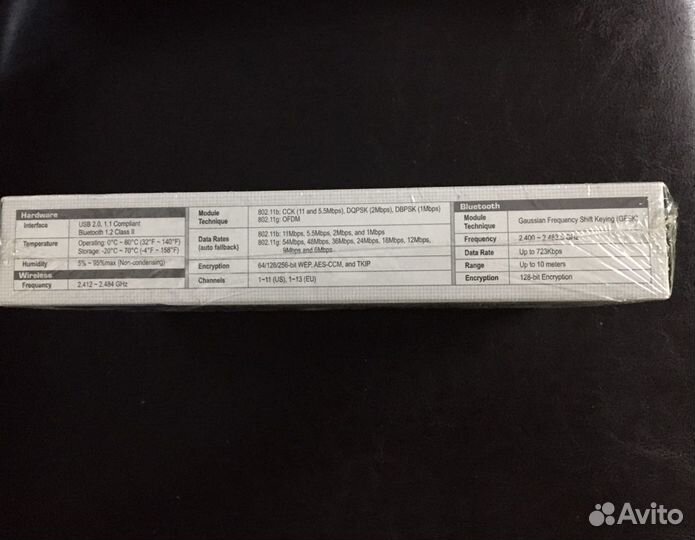 Hardware
Interface USB 2.0, 1.1 Compliant
Bluetooth 1.2 Class II
Temperature Operating: 0°C ~ 60°C (32°F ~ 140°F)
Storage: -20°C ~ 70°C (-4°F ~ 158°F)
Humidity 5% ~ 95%max (Non-condensing)
Wireless
Frequency 2.412 ~ 2.484 GHz
Module Technique 802.11b: CCK (11 and 5.5Mbps), DQPSK (2Mbps), DBPSK (1Mbps)
802.11g: OFDM
Data Rates (auto fallback) 802.11b: 11Mbps, 5.5Mbps, 2Mbps, and 1Mbps
802.11g: 54Mbps, 48Mbps, 36Mbps, 24Mbps, 18Mbps, 12Mbps,
9Mbps and 6Mbps
Encryption 64/128/256-bit WEP, AES-CCM, and TKIP
Channels 1~11 (US), 1~13 (EU)
Bluetooth
Module Technique Gaussian Frequency Shift Keying (GFSK)
Frequency 2.400 ~ GHz
Data Rate Up to 723Kbps
Range Up to 10 meters
Encryption 128-bit Encryption
Avito